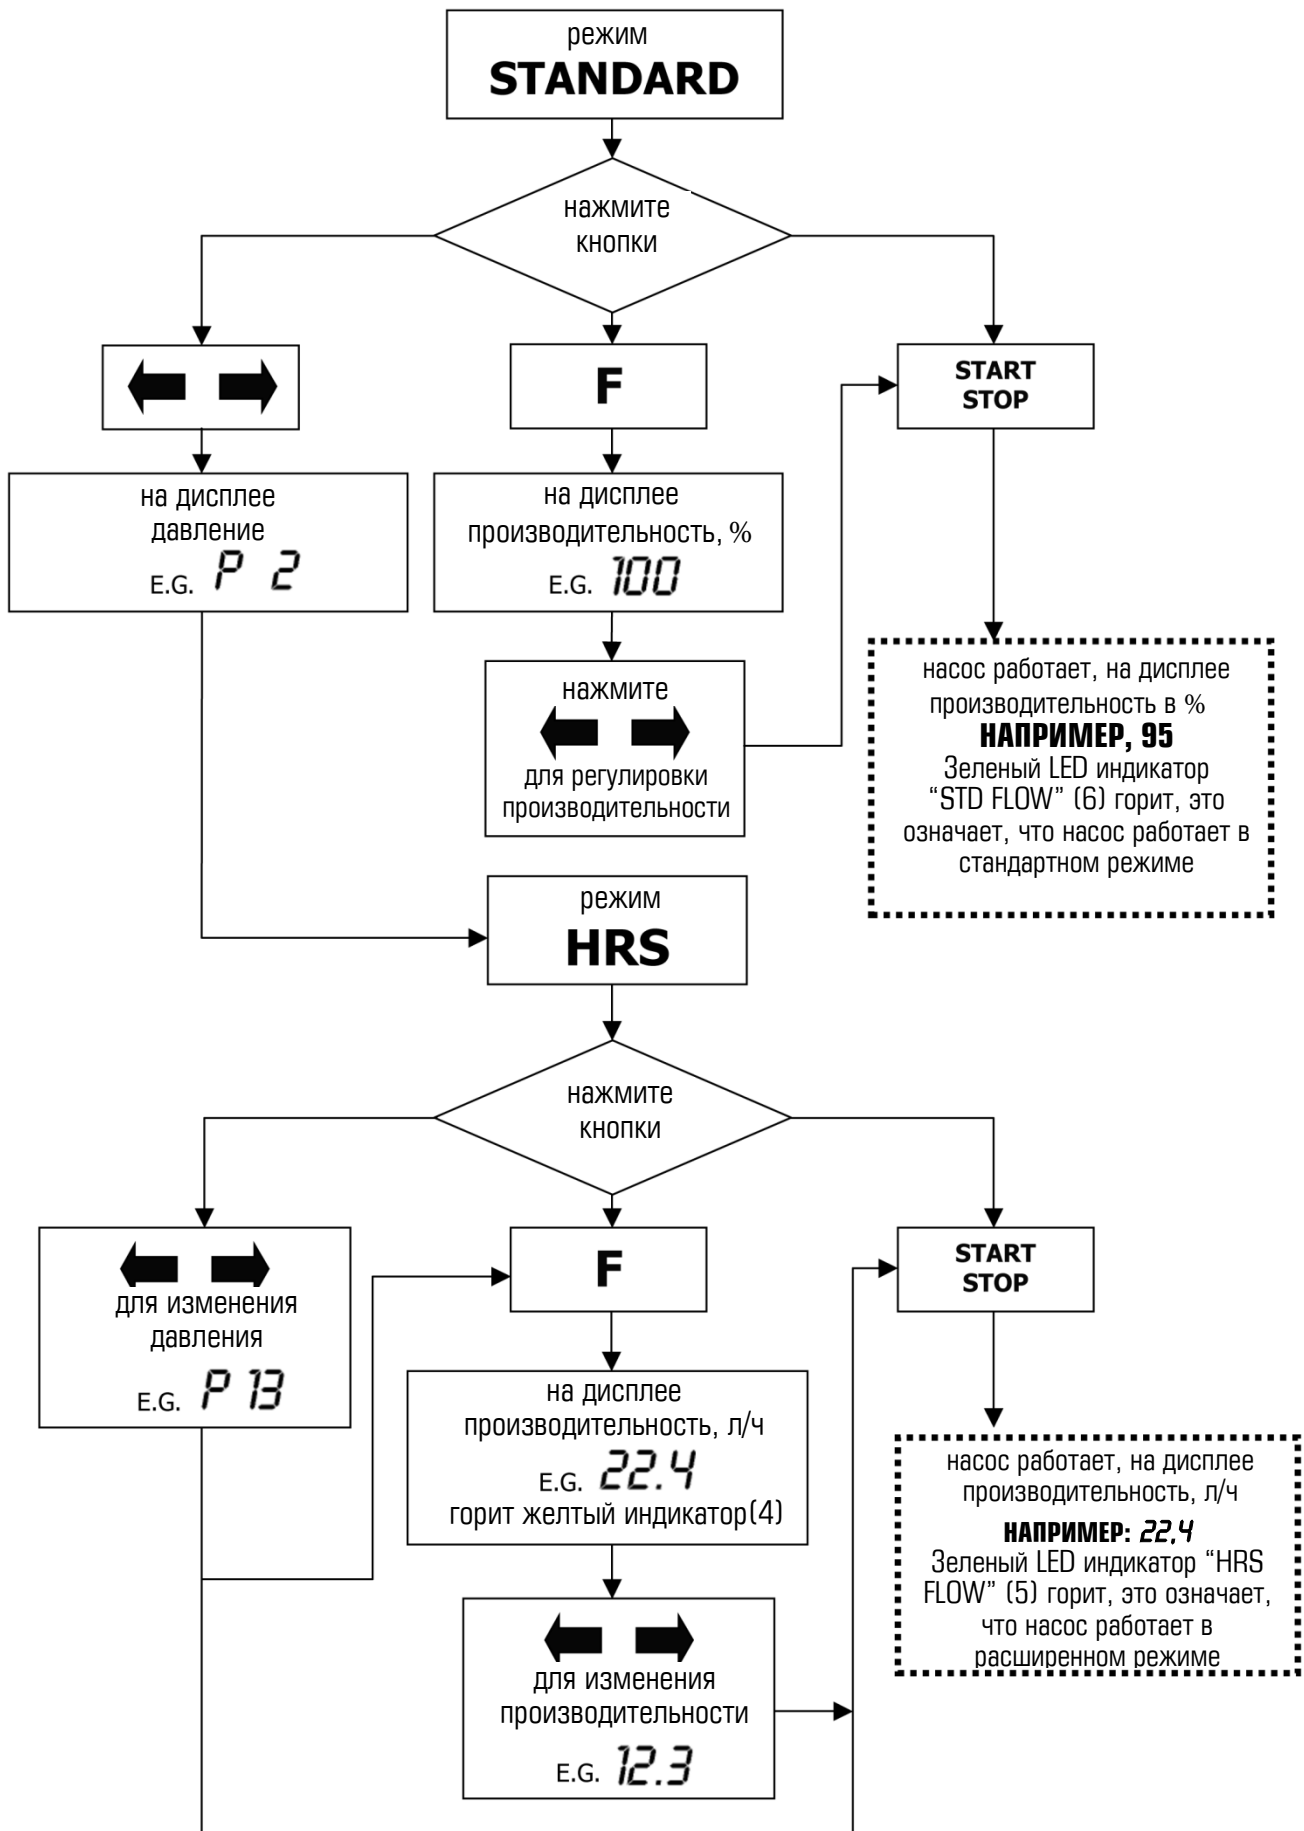 режим
STANDARD
нажмите
кнопки
F
START
STOP
на дисплее
давление
E.G. P 2
на дисплее
производительность, %
E.G. 100
нажмите
для регулировки
производительности
насос работает, на дисплее
производительность в %
НАПРИМЕР, 95
Зеленый LED индикатор
“STD FLOW” (6) горит, это
означает, что насос работает в
стандартном режиме
режим
HRS
нажмите
кнопки
для изменения
давления
E.G. P 13
F
START
STOP
на дисплее
производительность, л/ч
E.G. 22.4
горит желтый индикатор(4)
для изменения
производительности
E.G. 12.3
насос работает, на дисплее
производительность, л/ч
НАПРИМЕР: 22,4
Зеленый LED индикатор “HRS
FLOW” (5) горит, это означает,
что насос работает в
расширенном режиме